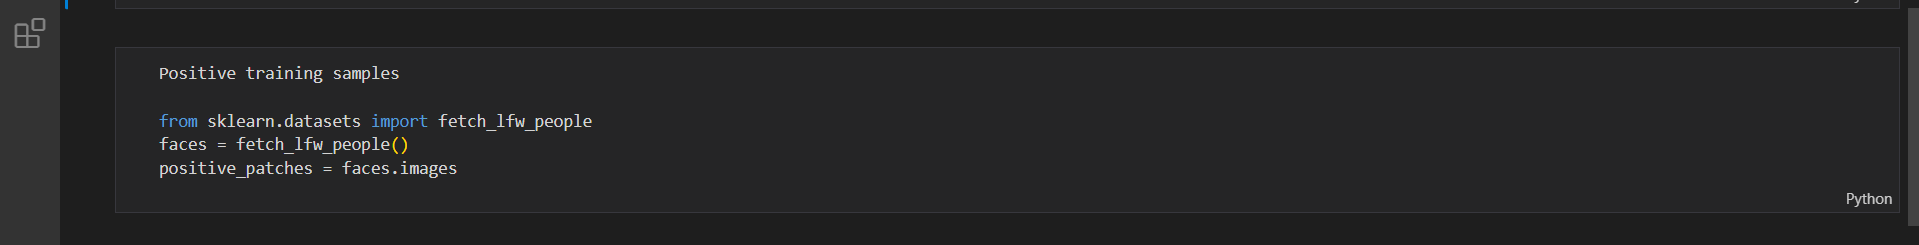 Positive training samples
from sklearn.datasets import fetch_lfw_people
faces = fetch_lfw_people()
positive_patches = faces.images
Python